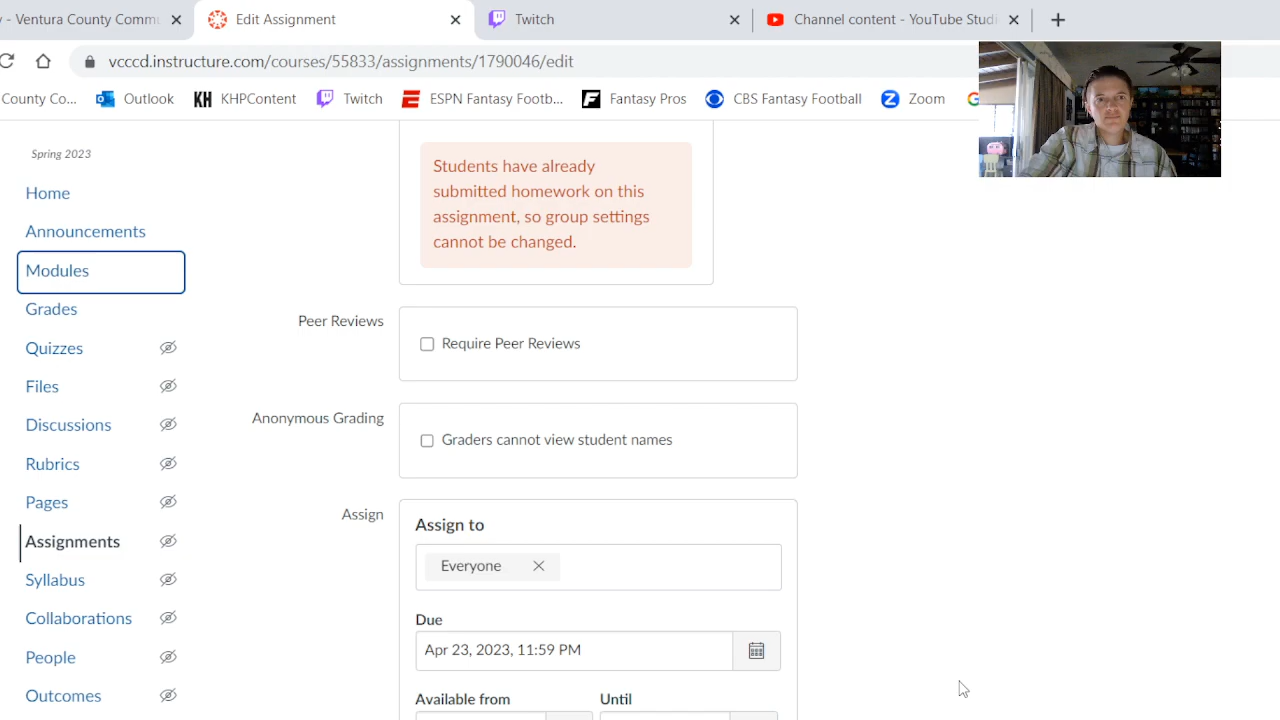 - Ventura County Commu
Edit Assignment
Twitch
Channel content - YouTube Studi
vcccd.instructure.com/courses/55833/assignments/1790046/edit
County Co...
Outlook
KHPContent
Twitch
ESPN Fantasy Footb...
Fantasy Pros
CBS Fantasy Football
Zoom
Spring 2023
Home
Announcements
Modules
Grades
Quizzes
Files
Discussions
Rubrics
Pages
Assignments
Syllabus
Collaborations
People
Outcomes
Students have already
submitted homework on this
assignment, so group settings
cannot be changed.
Peer Reviews
Require Peer Reviews
Anonymous Grading
Graders cannot view student names
Assign
Assign to
Everyone
Due
Apr 23, 2023, 11:59 PM
Available from
Until